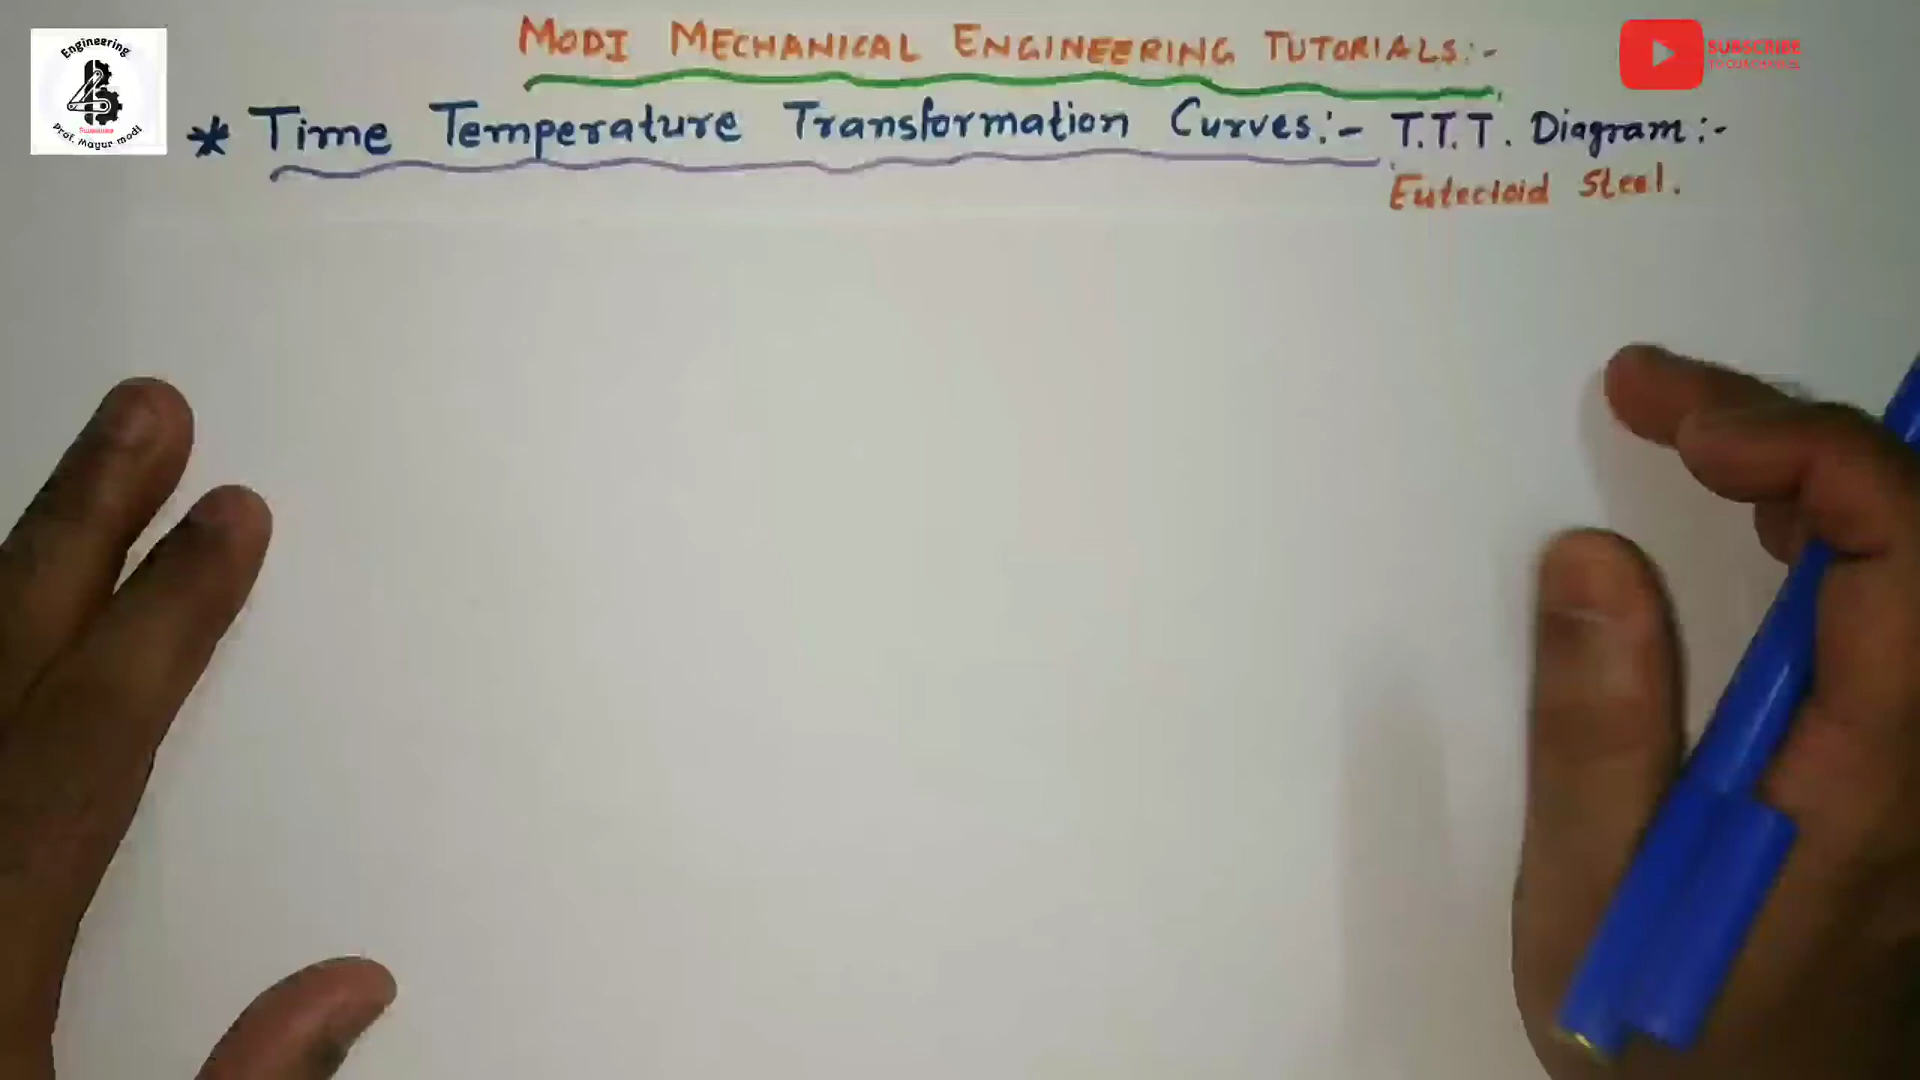 MODI MECHANICAL ENGINEERING TUTORIALS:-
* Time Temperature Transformation Curves:- T.T.T. Diagram:-
Eutectoid Steel.
Engineering
Prof. Mayur modi
SUBSCRIBE